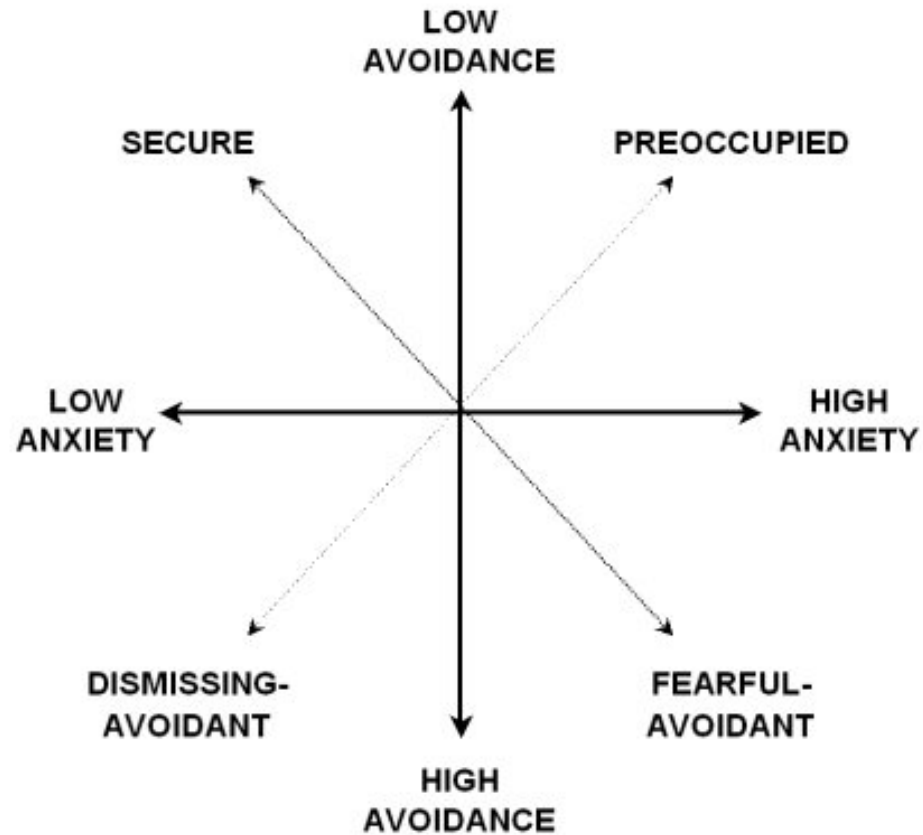 LOW
AVOIDANCE
SECURE
PREOCCUPIED
LOW
ANXIETY
HIGH
ANXIETY
DISMISSING-
AVOIDANT
FEARFUL-
AVOIDANT
HIGH
AVOIDANCE